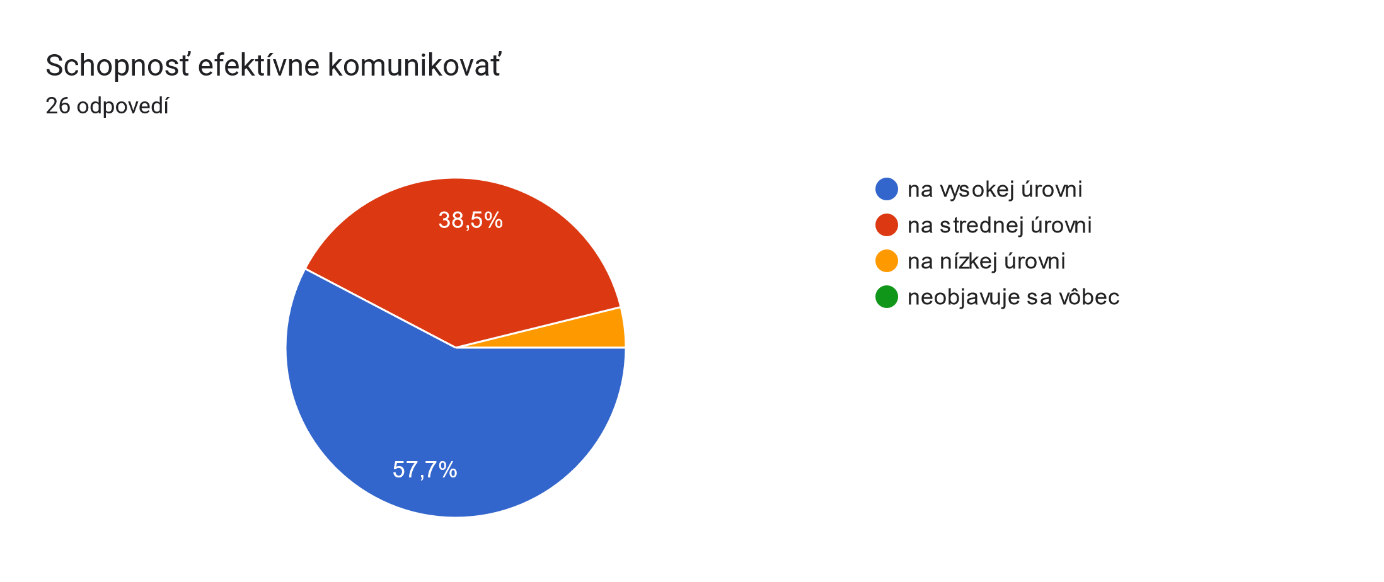 Schopnosť efektívne komunikovať
26 odpovedí
38,5%
57,7%
na vysokej úrovni
na strednej úrovni
na nízkej úrovni
neobjavuje sa vôbec